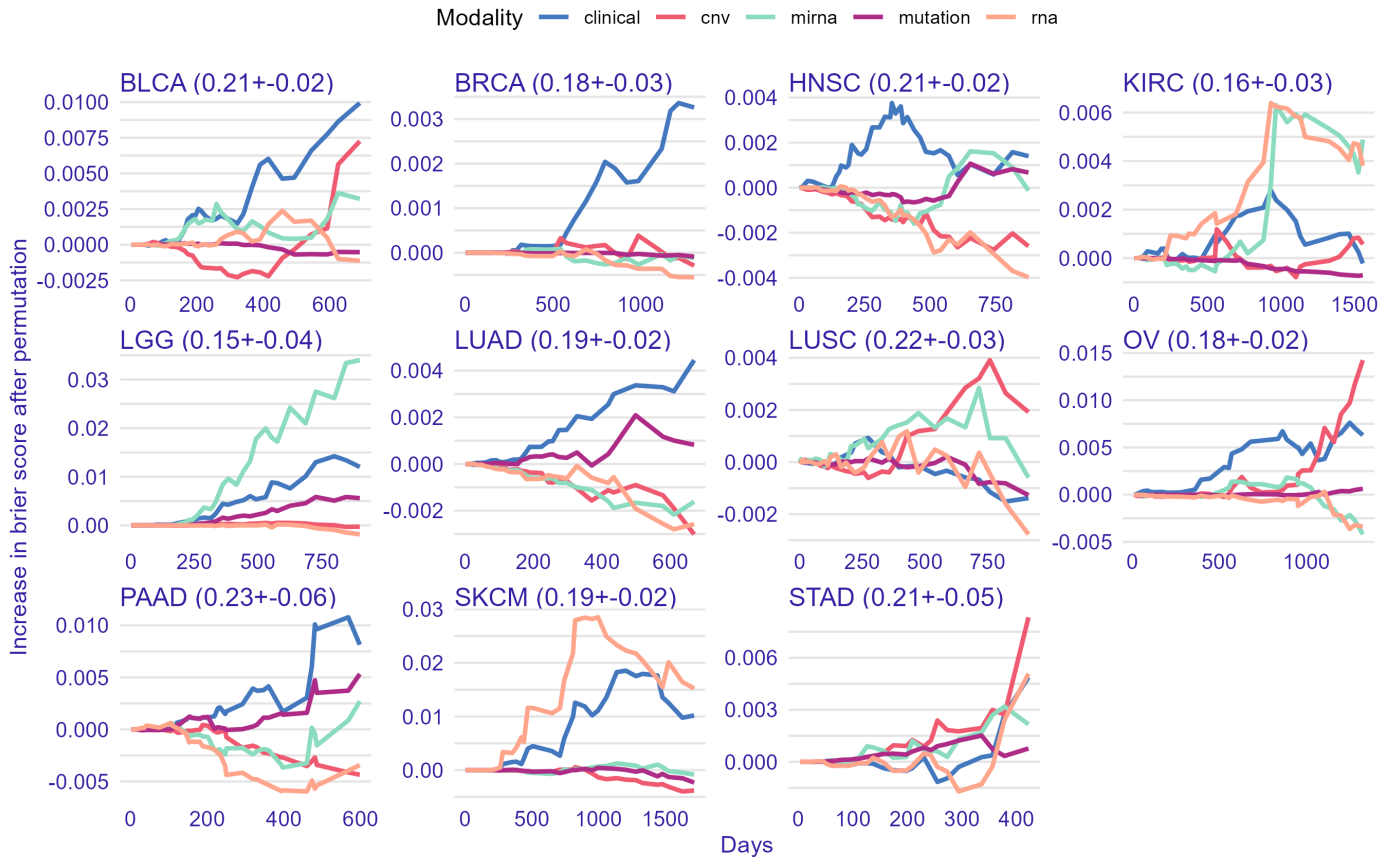 Modality clinical cnv mirna mutation rna
Increase in brier score after permutation
BLCA (0.21+-0.02)
0.0100
0.0075
0.0050
0.0025
0.0000
-0.0025
0 200 400 600
BRCA (0.18+-0.03)
0.003
0.002
0.001
0.000
0 500 1000
HNSC (0.21+-0.02)
0.004
0.002
0.000
-0.002
-0.004
0 250 500 750
KIRC (0.16+-0.03)
0.006
0.004
0.002
0.000
0 500 1000 1500
LGG (0.15+-0.04)
0.03
0.02
0.01
0.00
0 250 500 750
LUAD (0.19+-0.02)
0.004
0.002
0.000
-0.002
0 200 400 600
LUSC (0.22+-0.03)
0.004
0.002
0.000
-0.002
0 250 500 750
OV (0.18+-0.02)
0.015
0.010
0.005
0.000
-0.005
0 500 1000
PAAD (0.23+-0.06)
0.010
0.005
0.000
-0.005
0 200 400 600
SKCM (0.19+-0.02)
0.03
0.02
0.01
0.00
0 500 1000 1500
STAD (0.21+-0.05)
0.006
0.003
0.000
0 100 200 300 400
Days